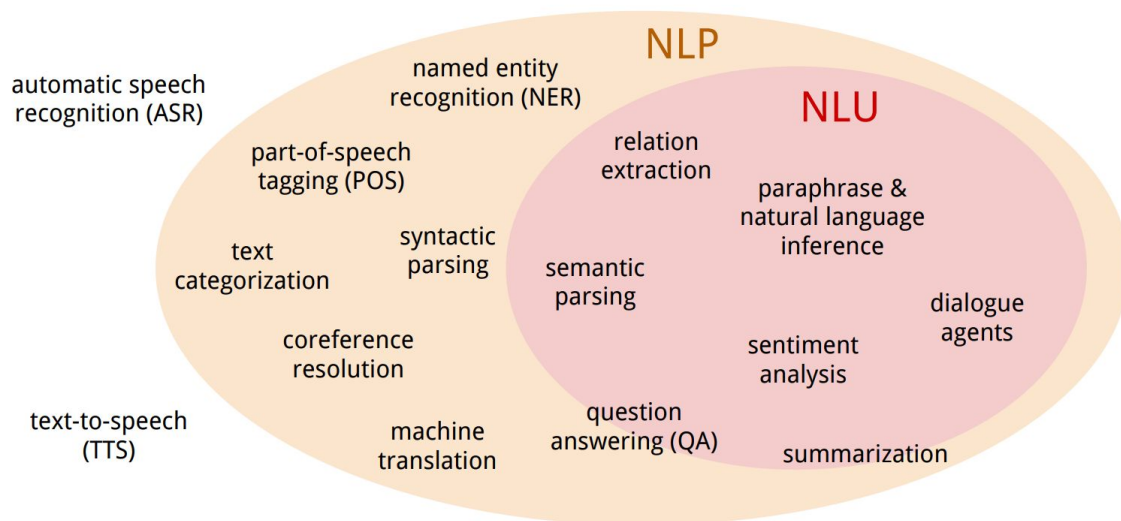 NLP
NLU
automatic speech
recognition (ASR)
named entity
recognition (NER)
part-of-speech
tagging (POS)
relation
extraction
paraphrase &
natural language
inference
text
categorization
syntactic
parsing
semantic
parsing
dialogue
agents
coreference
resolution
sentiment
analysis
text-to-speech
(TTS)
machine
translation
question
answering (QA)
summarization